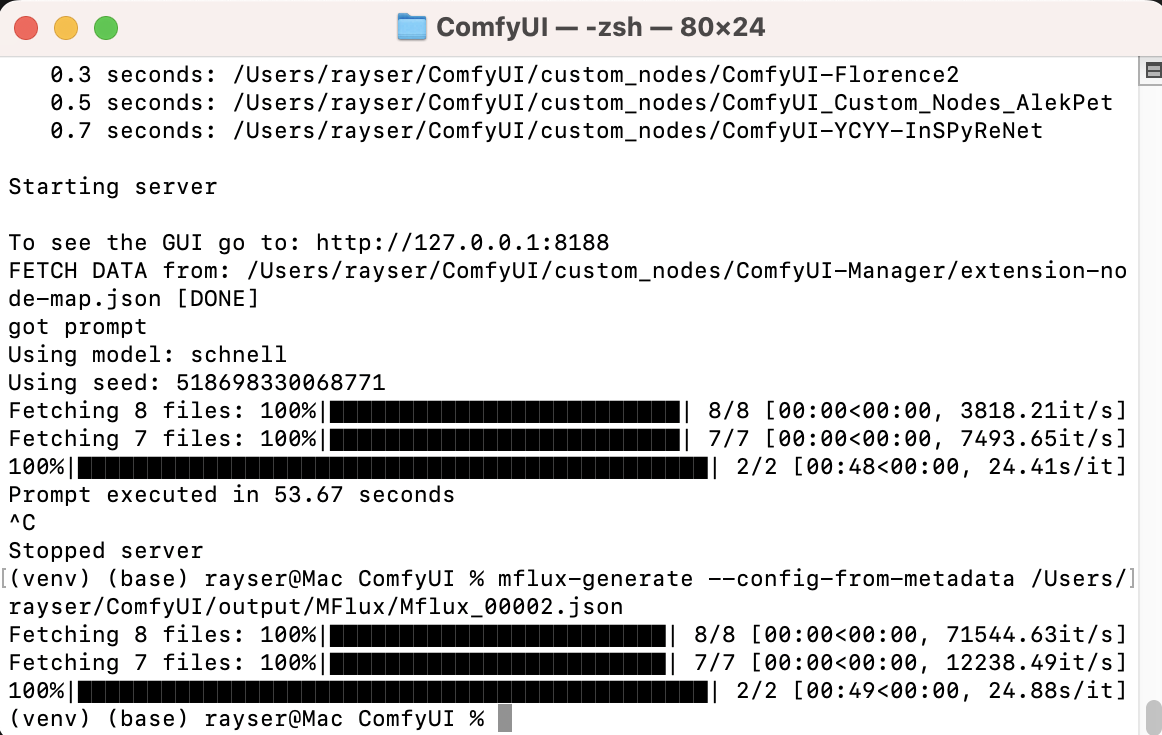 ComfyUI — -zsh — 80×24
0.3 seconds: /Users/rayser/ComfyUI/custom_nodes/ComfyUI-Florence2
0.5 seconds: /Users/rayser/ComfyUI/custom_nodes/ComfyUI_Custom_Nodes_AlekPet
0.7 seconds: /Users/rayser/ComfyUI/custom_nodes/ComfyUI-YCYY-InSPyReNet
Starting server
To see the GUI go to: http://127.0.0.1:8188
FETCH DATA from: /Users/rayser/ComfyUI/custom_nodes/ComfyUI-Manager/extension-no
de-map.json [DONE]
got prompt
Using model: schnell
Using seed: 518698330068771
Fetching 8 files: 100%|█████████████████████████| 8/8 [00:00<00:00, 3818.21it/s]
Fetching 7 files: 100%|█████████████████████████| 7/7 [00:00<00:00, 7493.65it/s]
100%|█████████████████████████████████████████████| 2/2 [00:48<00:00, 24.41s/it]
Prompt executed in 53.67 seconds
^C
Stopped server
[(venv) (base) rayser@Mac ComfyUI % mflux-generate --config-from-metadata /Users/]
rayser/ComfyUI/output/MFlux/Mflux_00002.json
Fetching 8 files: 100%|████████████████████████| 8/8 [00:00<00:00, 71544.63it/s]
Fetching 7 files: 100%|████████████████████████| 7/7 [00:00<00:00, 12238.49it/s]
100%|█████████████████████████████████████████████| 2/2 [00:49<00:00, 24.88s/it]
(venv) (base) rayser@Mac ComfyUI %